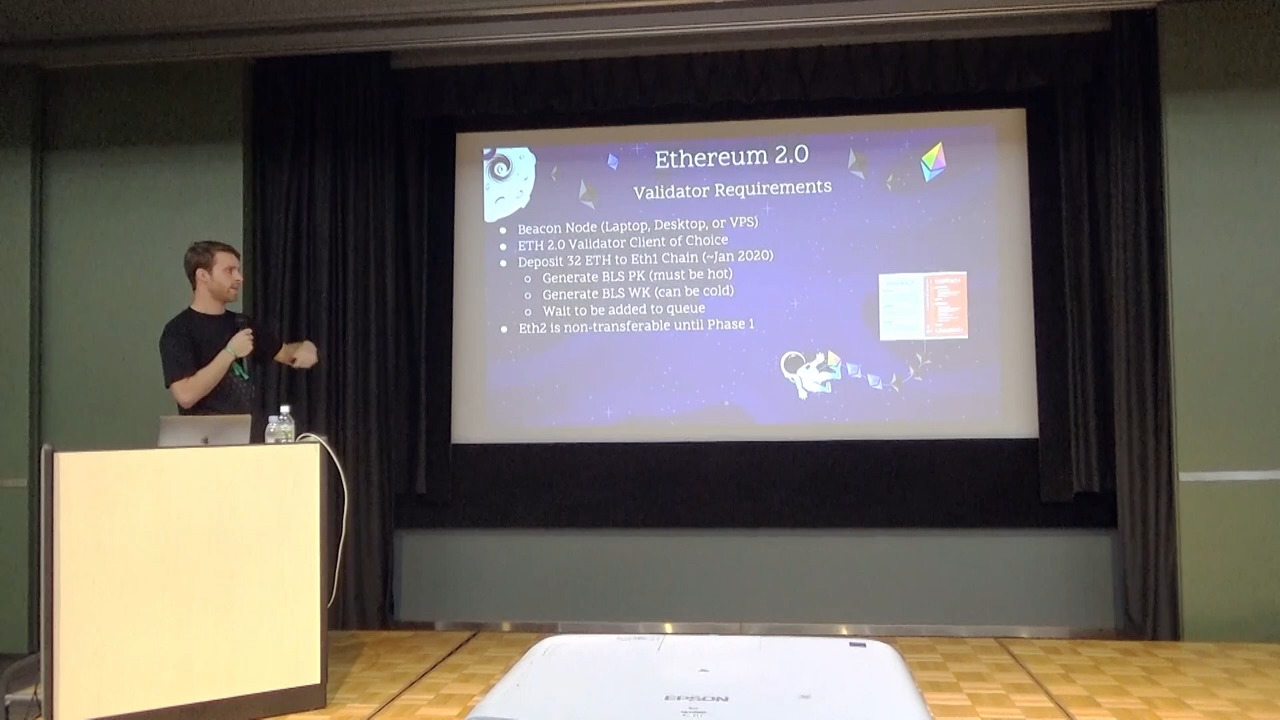 Ethereum 2.0
Validator Requirements
● Beacon Node (Laptop, Desktop, or VPS)
● ETH 2.0 Validator Client of Choice
● Deposit 32 ETH to Eth1 Chain (~Jan 2020)
○ Generate BLS PK (must be hot)
○ Generate BLS WK (can be cold)
○ Wait to be added to queue
● Eth2 is non-transferable until Phase 1
EPSON